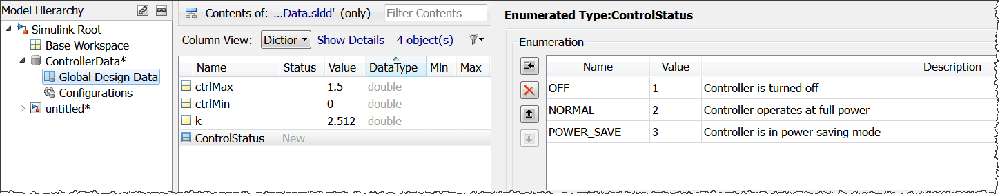 Model Hierarchy
Simulink Root
Base Workspace
ControllerData*
Global Design Data
Configurations
untitled*
Contents of: ...Data.sldd' (only) Filter Contents
Column View: Dictior Show Details 4 object(s)
Name Status Value DataType Min Max
ctrlMax 1.5 double
ctrlMin 0 double
k 2.512 double
ControlStatus New
Enumerated Type:ControlStatus
Enumeration
Name Value Description
OFF 1 Controller is turned off
NORMAL 2 Controller operates at full power
POWER_SAVE 3 Controller is in power saving mode